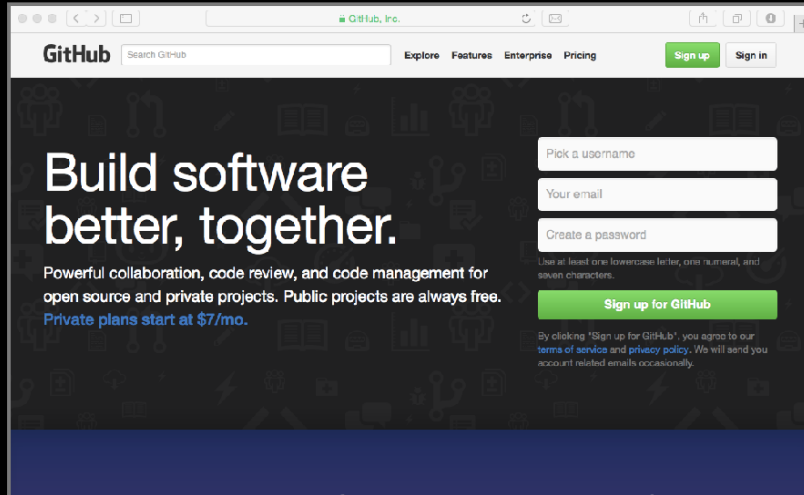 GitHub, Inc.
GitHub
Search GitHub
Explore Features Enterprise Pricing
Sign up
Sign in
Build software
better, together.
Powerful collaboration, code review, and code management for
open source and private projects. Public projects are always free.
Private plans start at $7/mo.
Pick a username
Your email
Create a password
Use at least one lowercase letter, one numeral, and
seven characters.
Sign up for GitHub
By clicking "Sign up for GitHub", you agree to our
terms of service and privacy policy. We will send you
account related emails occasionally.